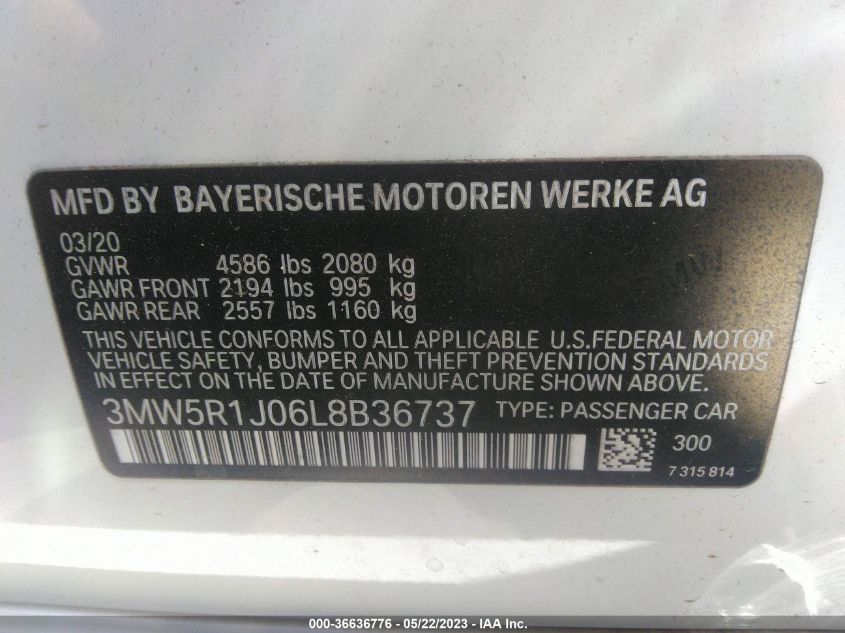 MFD BY BAYERISCHE MOTOREN WERKE AG
03/20
GVWR 4586 lbs 2080 kg
GAWR FRONT 2194 lbs 995 kg
GAWR REAR 2557 lbs 1160 kg
THIS VEHICLE CONFORMS TO ALL APPLICABLE U.S.FEDERAL MOTOR
VEHICLE SAFETY, BUMPER AND THEFT PREVENTION STANDARDS
IN EFFECT ON THE DATE OF MANUFACTURE SHOWN ABOVE.
3MW5R1J06L8B36737 TYPE: PASSENGER CAR
300
7 315 814
000-36636776 - 05/22/2023 - IAA Inc.